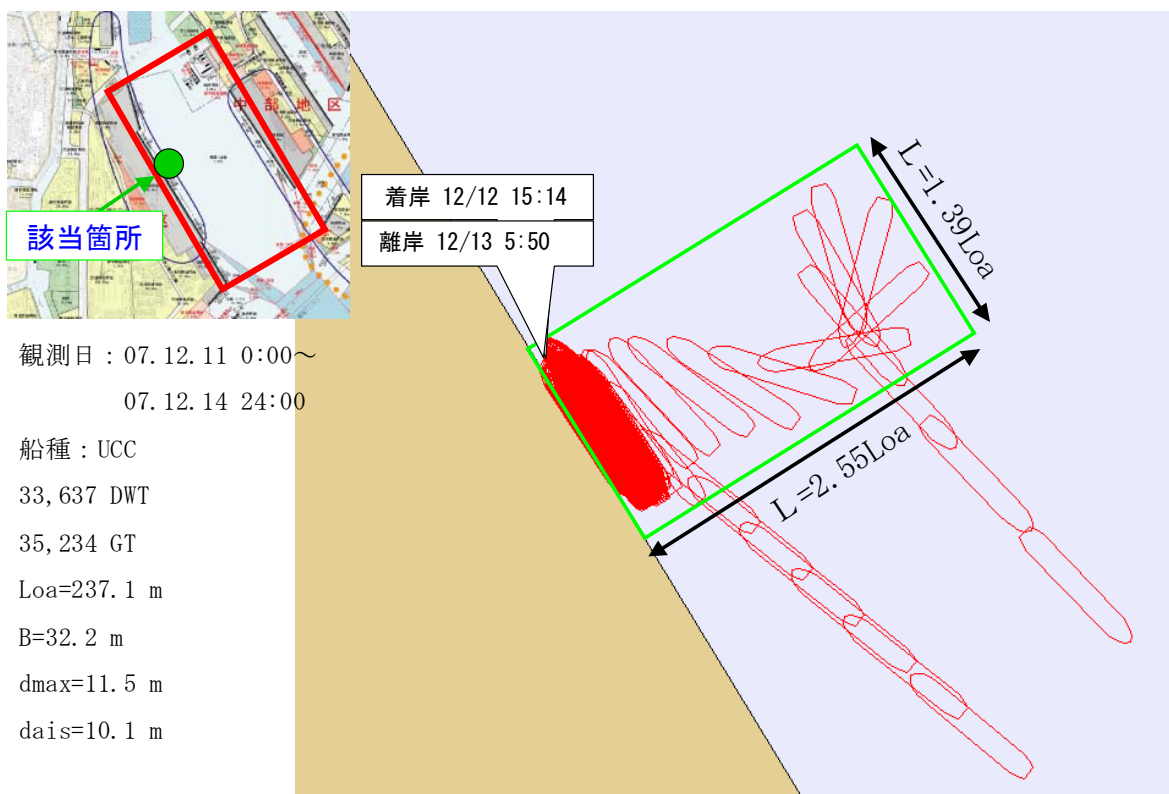 中部地区
該当箇所
着岸 12/12 15:14
離岸 12/13 5:50
L=1.39Loa
L=2.55Loa
観測日：07.12.11 0:00～
07.12.14 24:00
船種：UCC
33,637 DWT
35,234 GT
Loa=237.1 m
B=32.2 m
dmax=11.5 m
dais=10.1 m